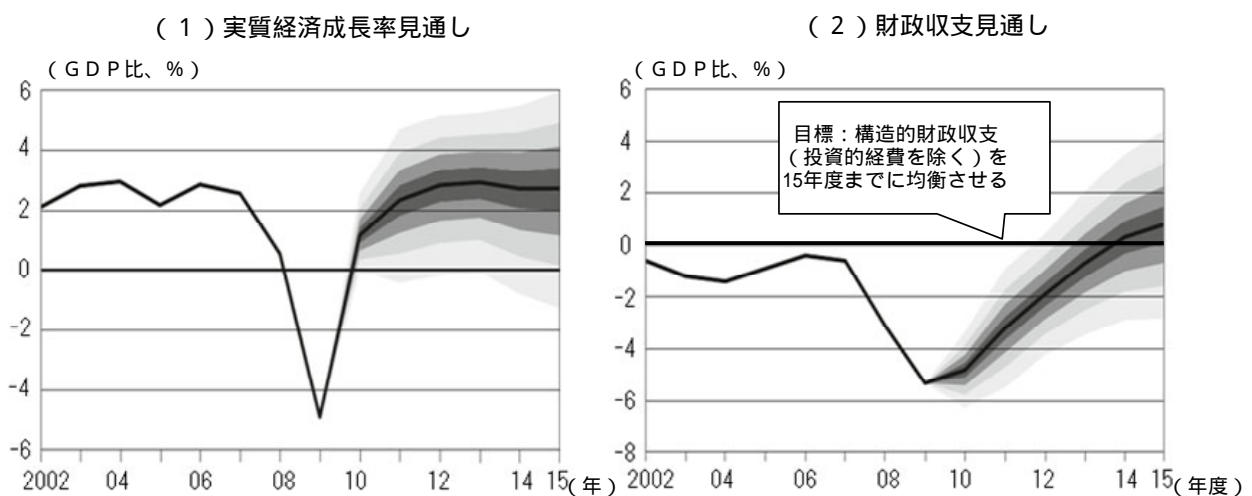 （１）実質経済成長率見通し
（ＧＤＰ比、％）
6
4
2
0
-2
-4
-6
2002 04 06 08 10 12 14 15（年）
（２）財政収支見通し
（ＧＤＰ比、％）
6
4
2
0
-2
-4
-6
-8
目標：構造的財政収支
（投資的経費を除く）を
15年度までに均衡させる
2002 04 06 08 10 12 14 15（年度）